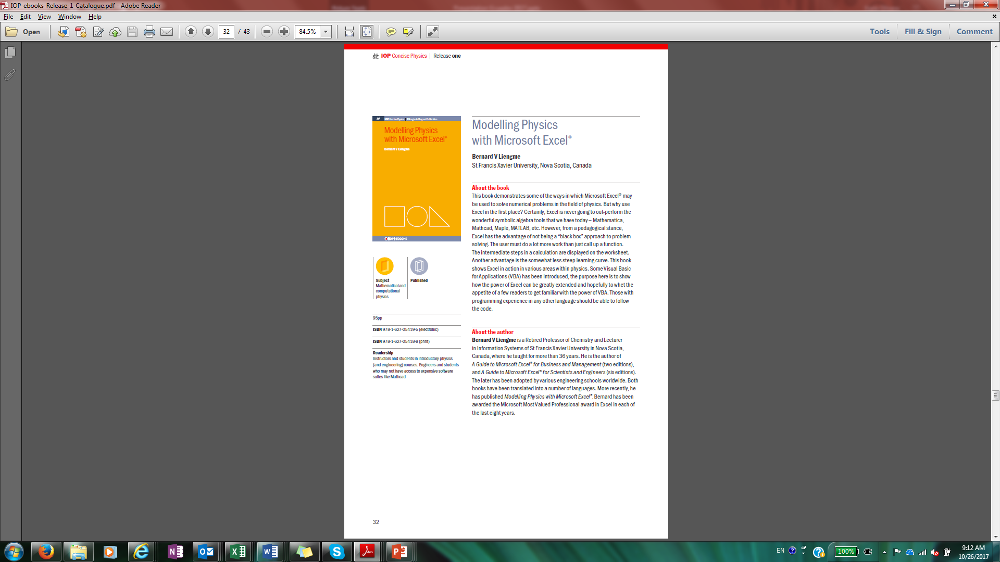 IOP-ebooks-Release-1-Catalogue.pdf - Adobe Reader
File Edit View Window Help
Open 32 / 43 84.5% Tools Fill & Sign Comment
IOP Concise Physics | Release one
IOP Concise Physics | A Morgan & Claypool Publication
Modelling Physics
with Microsoft Excel®
Bernard V Liengme
IOP | ebooks
Subject
Mathematical and
computational
physics
Published
95pp
ISBN 978-1-627-05419-5 (electronic)
ISBN 978-1-627-05418-8 (print)
Readership
Instructors and students in introductory physics
(and engineering) courses. Engineers and students
who may not have access to expensive software
suites like Mathcad
Modelling Physics
with Microsoft Excel®
Bernard V Liengme
St Francis Xavier University, Nova Scotia, Canada
About the book
This book demonstrates some of the ways in which Microsoft Excel® may
be used to solve numerical problems in the field of physics. But why use
Excel in the first place? Certainly, Excel is never going to out-perform the
wonderful symbolic algebra tools that we have today – Mathematica,
Mathcad, Maple, MATLAB, etc. However, from a pedagogical stance,
Excel has the advantage of not being a “black box” approach to problem
solving. The user must do a lot more work than just call up a function.
The intermediate steps in a calculation are displayed on the worksheet.
Another advantage is the somewhat less steep learning curve. This book
shows Excel in action in various areas within physics. Some Visual Basic
for Applications (VBA) has been introduced, the purpose here is to show
how the power of Excel can be greatly extended and hopefully to whet the
appetite of a few readers to get familiar with the power of VBA. Those with
programming experience in any other language should be able to follow
the code.
About the author
Bernard V Liengme is a Retired Professor of Chemistry and Lecturer
in Information Systems of St Francis Xavier University in Nova Scotia,
Canada, where he taught for more than 36 years. He is the author of
A Guide to Microsoft Excel® for Business and Management (two editions),
and A Guide to Microsoft Excel® for Scientists and Engineers (six editions).
The later has been adopted by various engineering schools worldwide. Both
books have been translated into a number of languages. More recently, he
has published Modelling Physics with Microsoft Excel®. Bernard has been
awarded the Microsoft Most Valued Professional award in Excel in each of
the last eight years.
32
EN 100% 9:12 AM
10/26/2017